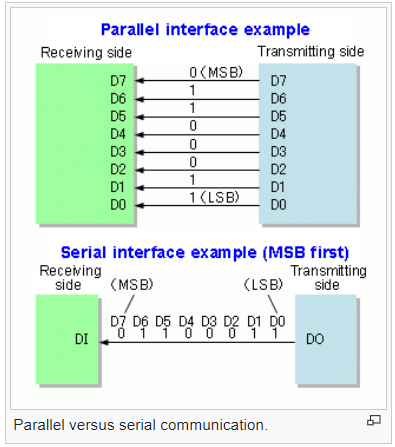 Parallel interface example
Receiving side Transmitting side
0 (MSB)
D7 D7
1
D6 D6
1
D5 D5
0
D4 D4
0
D3 D3
0
D2 D2
1
D1 D1
1 (LSB)
D0 D0
Serial interface example (MSB first)
Receiving side Transmitting side
(MSB) (LSB)
D7 D6 D5 D4 D3 D2 D1 D0
0 1 1 0 0 0 1 1
DI DO
Parallel versus serial communication.